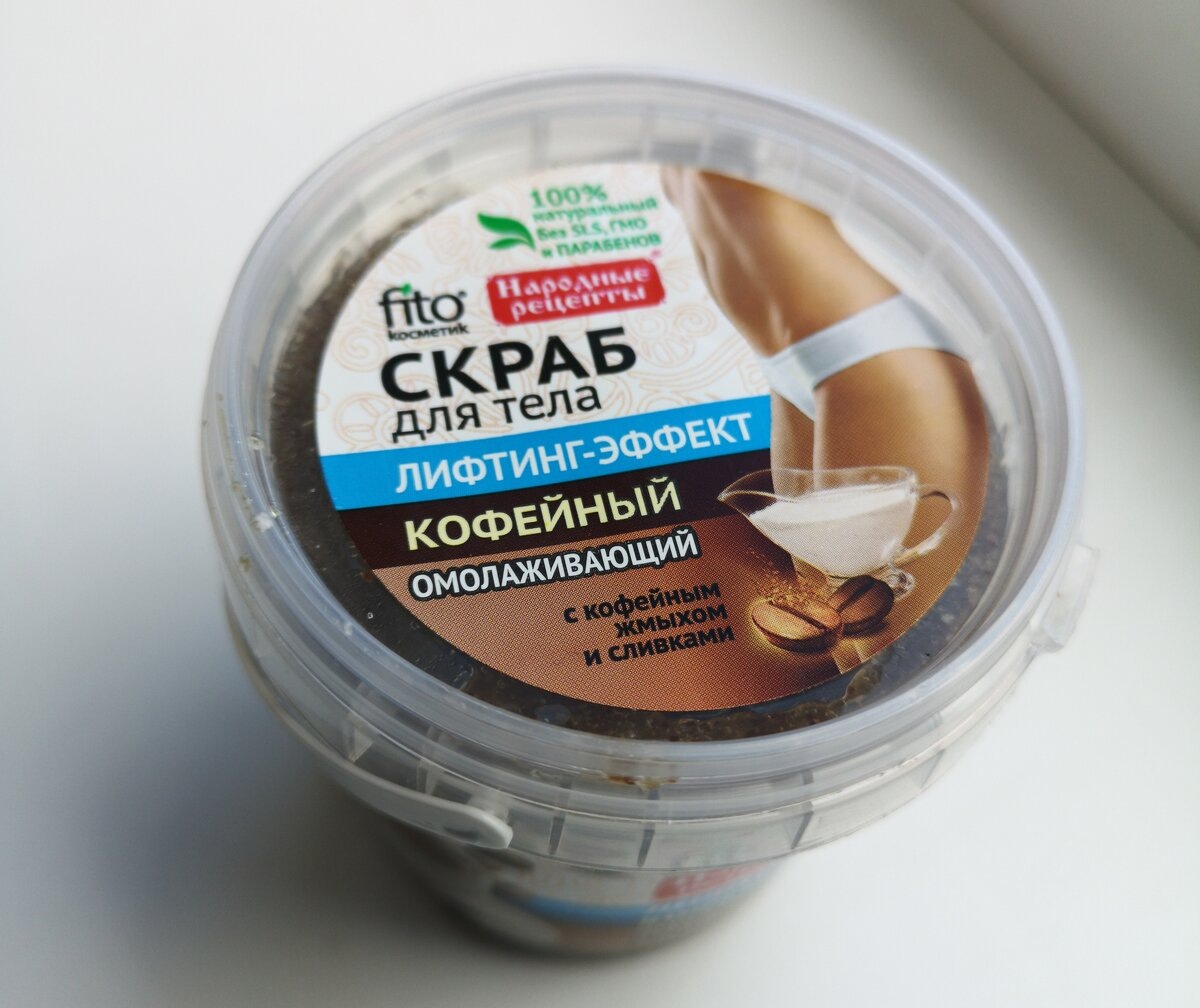 100%
натуральный
Без SLS, ГМО
и ПАРАБЕНОВ
Народные
рецепты
fito
косметик
СКРАБ
для тела
ЛИФТИНГ-ЭФФЕКТ
КОФЕЙНЫЙ
ОМОЛАЖИВАЮЩИЙ
с кофейным
жмыхом
и сливками